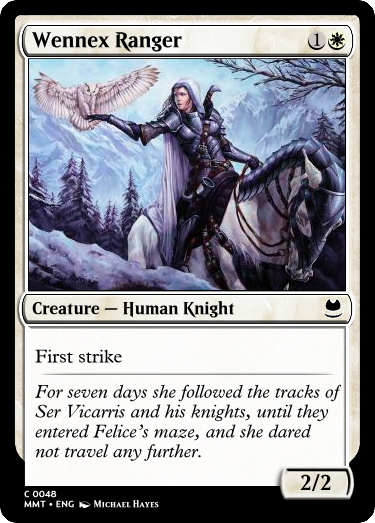 Wennex Ranger 1
Creature — Human Knight
First strike
For seven days she followed the tracks of
Ser Vicarris and his knights, until they
entered Felice's maze, and she dared
not travel any further.
2/2
C 0048
MMT • ENG Michael Hayes